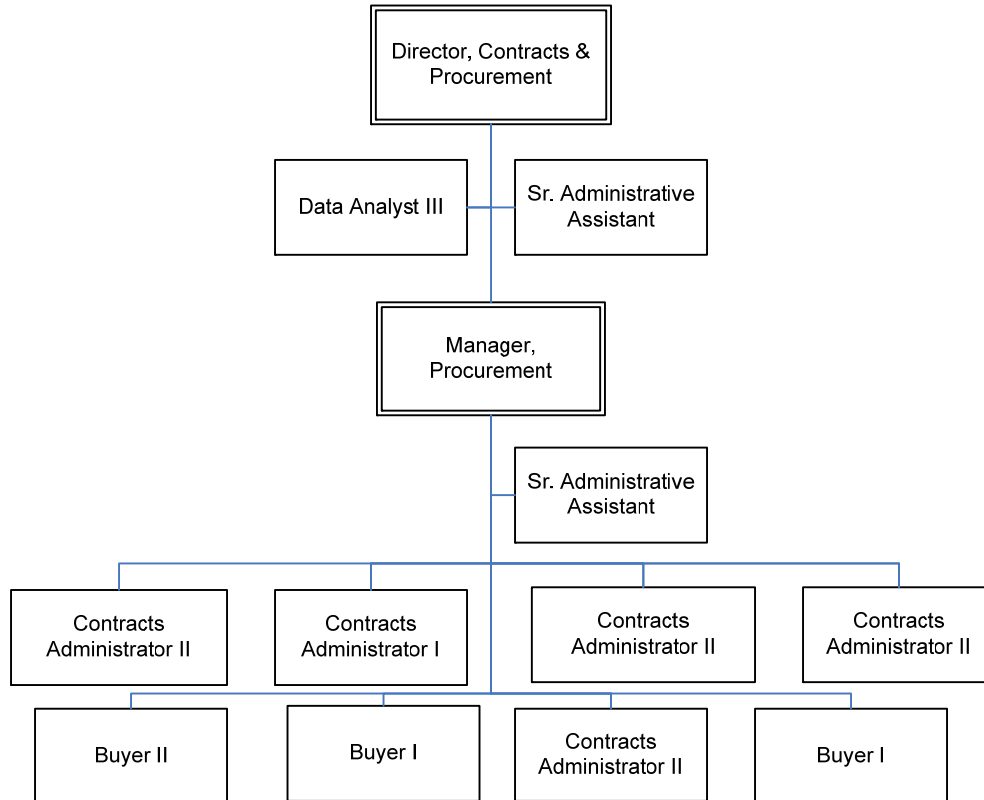 Director, Contracts &
Procurement
Data Analyst III
Sr. Administrative
Assistant
Manager,
Procurement
Sr. Administrative
Assistant
Contracts
Administrator II
Contracts
Administrator I
Contracts
Administrator II
Contracts
Administrator II
Buyer II
Buyer I
Contracts
Administrator II
Buyer I